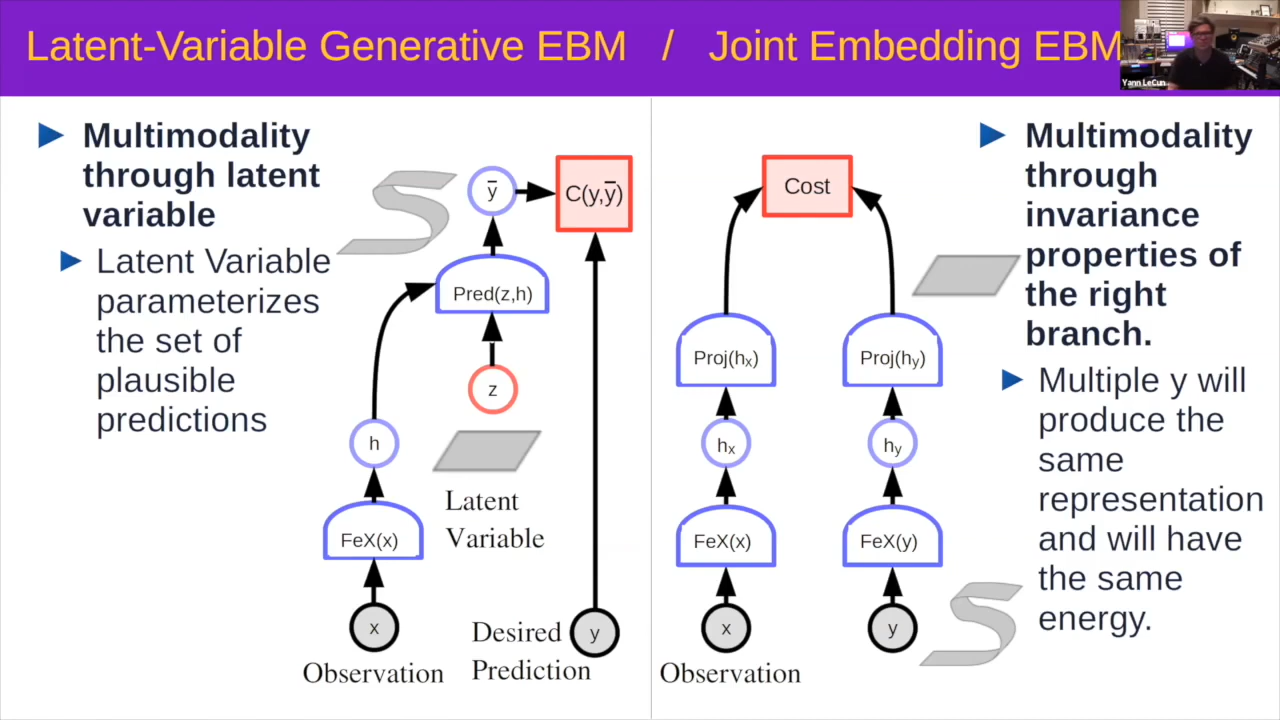 Latent-Variable Generative EBM / Joint Embedding EBM
Yann LeCun
Multimodality
through latent
variable
Latent Variable
parameterizes
the set of
plausible
predictions
ȳ
C(y,ȳ)
Pred(z,h)
z
h
Latent
Variable
FeX(x)
x
Observation
Desired
Prediction
y
Cost
Proj(hx)
Proj(hy)
hx
hy
FeX(x)
FeX(y)
x
y
Observation
Multimodality
through
invariance
properties of
the right
branch.
Multiple y will
produce the
same
representation
and will have
the same
energy.